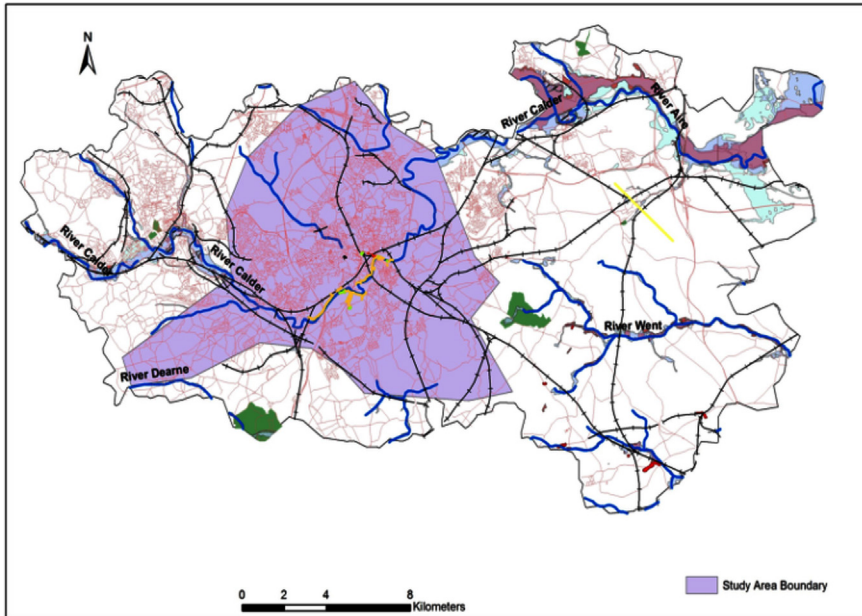 N
River Calder
River Aire
River Calder
River Calder
River Went
River Dearne
Study Area Boundary
0 2 4 8
Kilometers